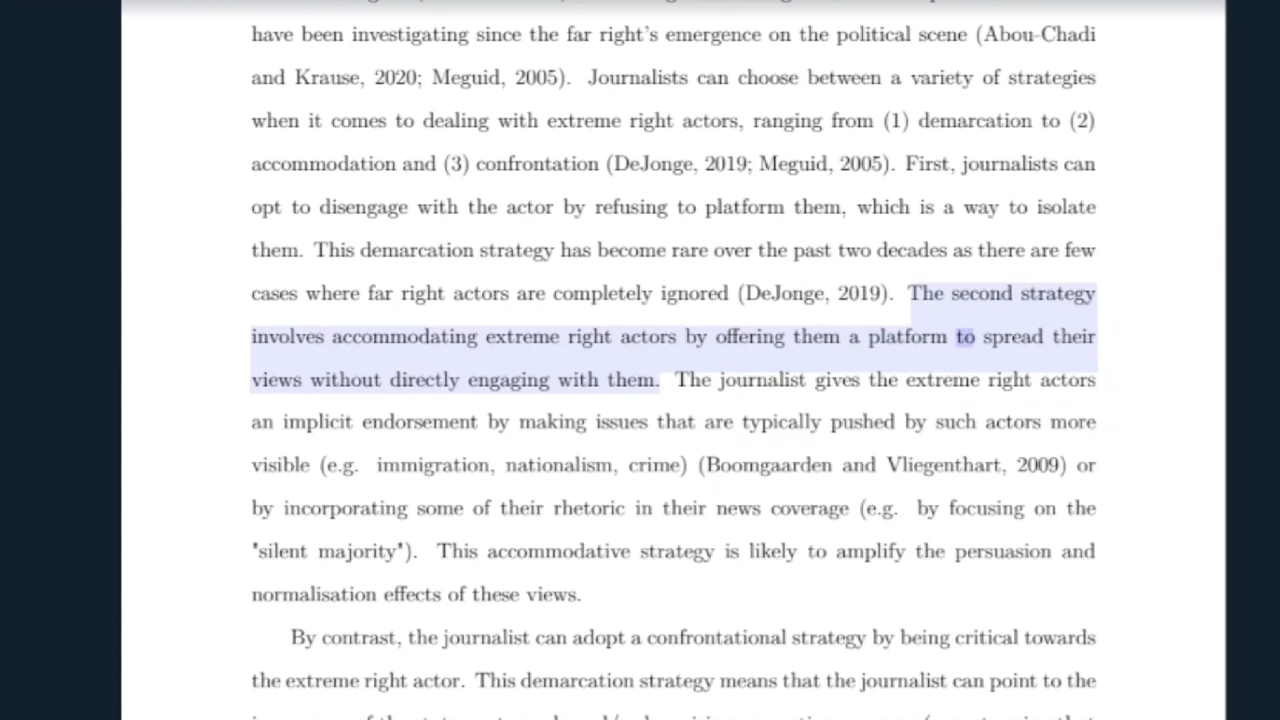 have been investigating since the far right's emergence on the political scene (Abou-Chadi
and Krause, 2020; Meguid, 2005). Journalists can choose between a variety of strategies
when it comes to dealing with extreme right actors, ranging from (1) demarcation to (2)
accommodation and (3) confrontation (DeJonge, 2019; Meguid, 2005). First, journalists can
opt to disengage with the actor by refusing to platform them, which is a way to isolate
them. This demarcation strategy has become rare over the past two decades as there are few
cases where far right actors are completely ignored (DeJonge, 2019). The second strategy
involves accommodating extreme right actors by offering them a platform to spread their
views without directly engaging with them. The journalist gives the extreme right actors
an implicit endorsement by making issues that are typically pushed by such actors more
visible (e.g. immigration, nationalism, crime) (Boomgaarden and Vliegenthart, 2009) or
by incorporating some of their rhetoric in their news coverage (e.g. by focusing on the
"silent majority"). This accommodative strategy is likely to amplify the persuasion and
normalisation effects of these views.
By contrast, the journalist can adopt a confrontational strategy by being critical towards
the extreme right actor. This demarcation strategy means that the journalist can point to the